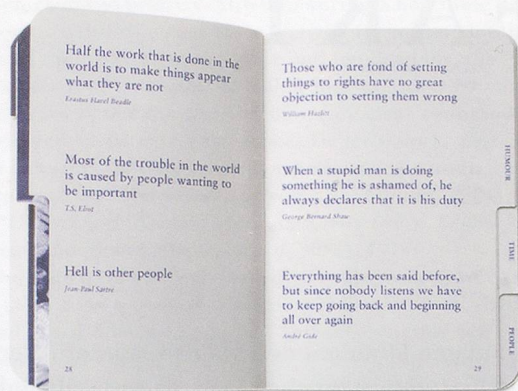 Half the work that is done in the
world is to make things appear
what they are not
Erastus Flavel Beadle
Most of the trouble in the world
is caused by people wanting to
be important
T.S. Eliot
Hell is other people
Jean-Paul Sartre
28
Those who are fond of setting
things to rights have no great
objection to setting them wrong
William Hazlitt
When a stupid man is doing
something he is ashamed of, he
always declares that it is his duty
George Bernard Shaw
Everything has been said before,
but since nobody listens we have
to keep going back and beginning
all over again
André Gide
29
HUMOUR
TIME
PEOPLE